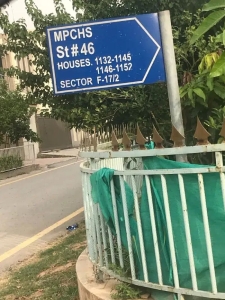 MPCHS
St # 46
HOUSES. 1132-1145
1146-1152
SECTOR F-17/2